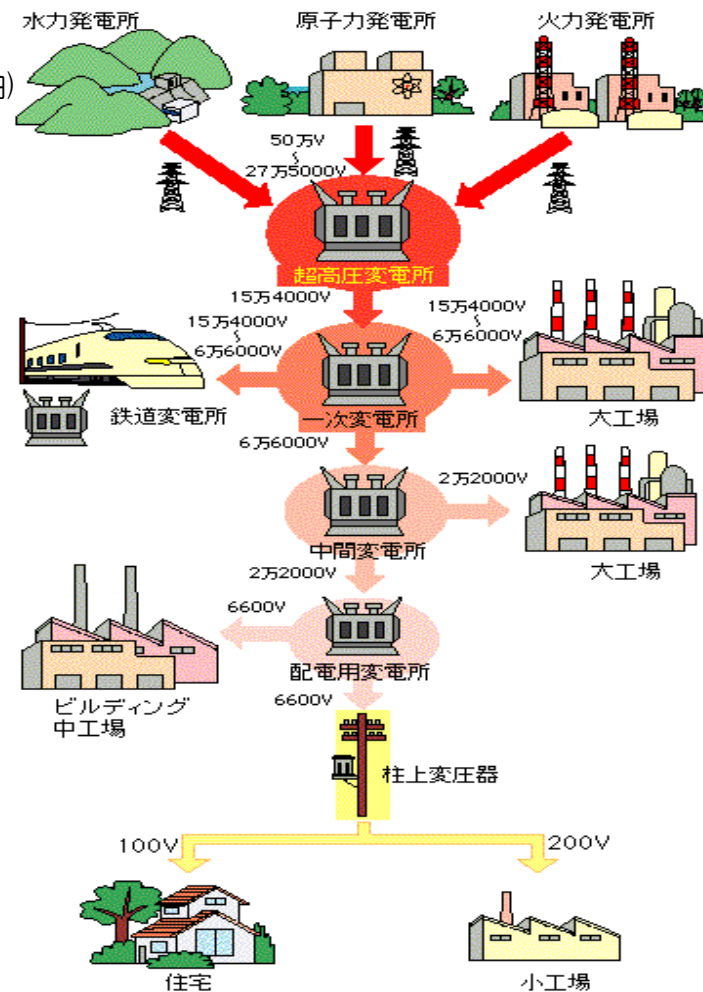 水力発電所
原子力発電所
火力発電所
50万V
〜
27万5000V
超高圧変電所
15万4000V
15万4000V
〜
6万6000V
15万4000V
〜
6万6000V
鉄道変電所
一次変電所
大工場
6万6000V
2万2000V
中間変電所
大工場
2万2000V
6600V
配電用変電所
ビルディング
中工場
6600V
柱上変圧器
100V
200V
住宅
小工場